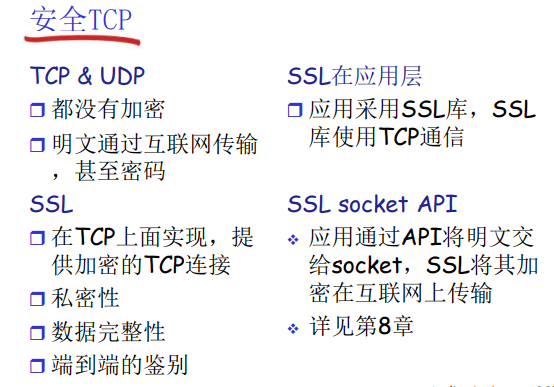 安全TCP
TCP & UDP
都没有加密
明文通过互联网传输
，甚至密码
SSL
在TCP上面实现，提
供加密的TCP连接
私密性
数据完整性
端到端的鉴别
SSL在应用层
应用采用SSL库，SSL
库使用TCP通信
SSL socket API
应用通过API将明文交
给socket，SSL将其加
密在互联网上传输
详见第8章